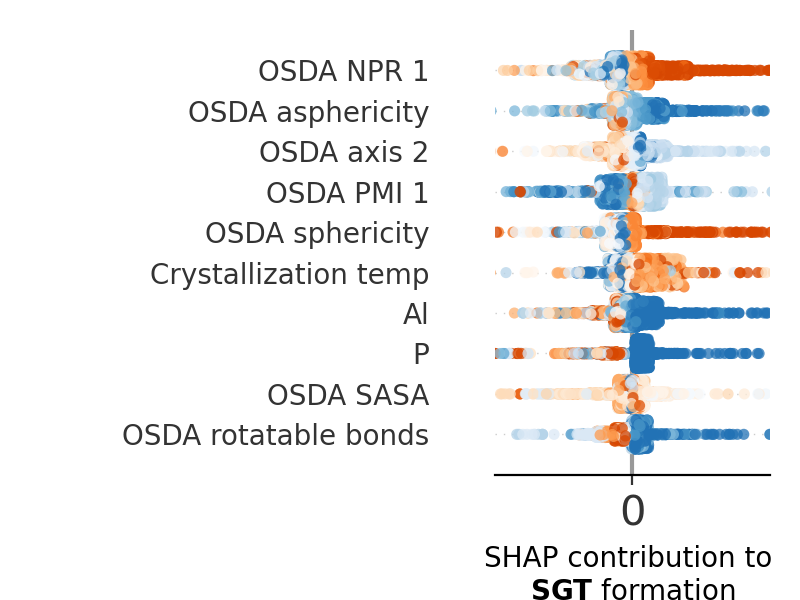 OSDA NPR 1
OSDA asphericity
OSDA axis 2
OSDA PMI 1
OSDA sphericity
Crystallization temp
Al
P
OSDA SASA
OSDA rotatable bonds
0
SHAP contribution to
SGT formation